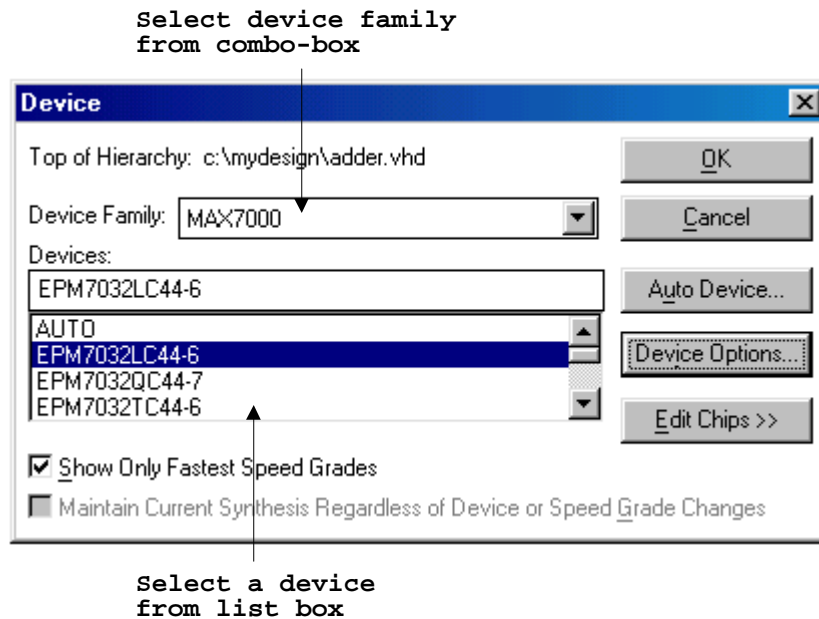 Select device family
from combo-box
Device
Top of Hierarchy: c:\mydesign\adder.vhd
OK
Device Family: MAX7000
Cancel
Devices:
EPM7032LC44-6
Auto Device...
AUTO
EPM7032LC44-6
Device Options...
EPM7032QC44-7
EPM7032TC44-6
Edit Chips >>
Show Only Fastest Speed Grades
Maintain Current Synthesis Regardless of Device or Speed Grade Changes
Select a device
from list box